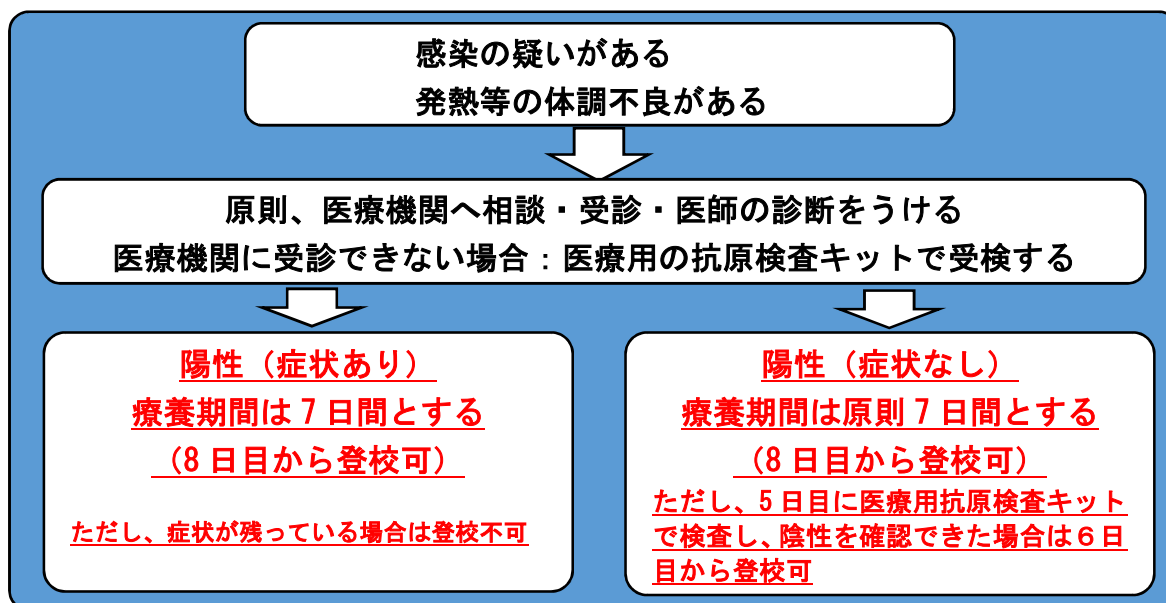 感染の疑いがある
発熱等の体調不良がある
原則、医療機関へ相談・受診・医師の診断をうける
医療機関に受診できない場合：医療用の抗原検査キットで受検する
陽性（症状あり）
療養期間は7日間とする
（8日目から登校可）
ただし、症状が残っている場合は登校不可
陽性（症状なし）
療養期間は原則7日間とする
（8日目から登校可）
ただし、5日目に医療用抗原検査キット
で検査し、陰性を確認できた場合は６日
目から登校可